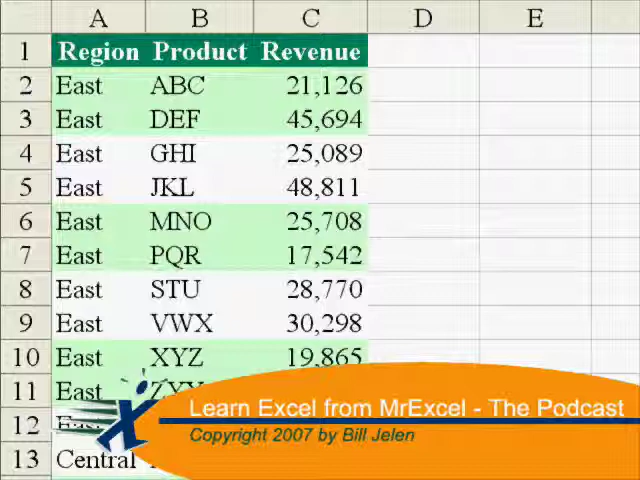 A B C D E
1 Region Product Revenue
2 East ABC 21,126
3 East DEF 45,694
4 East GHI 25,089
5 East JKL 48,811
6 East MNO 25,708
7 East PQR 17,542
8 East STU 28,770
9 East VWX 30,298
10 East XYZ 19,865
11 East
12 East
13 Central
Learn Excel from MrExcel - The Podcast
Copyright 2007 by Bill Jelen